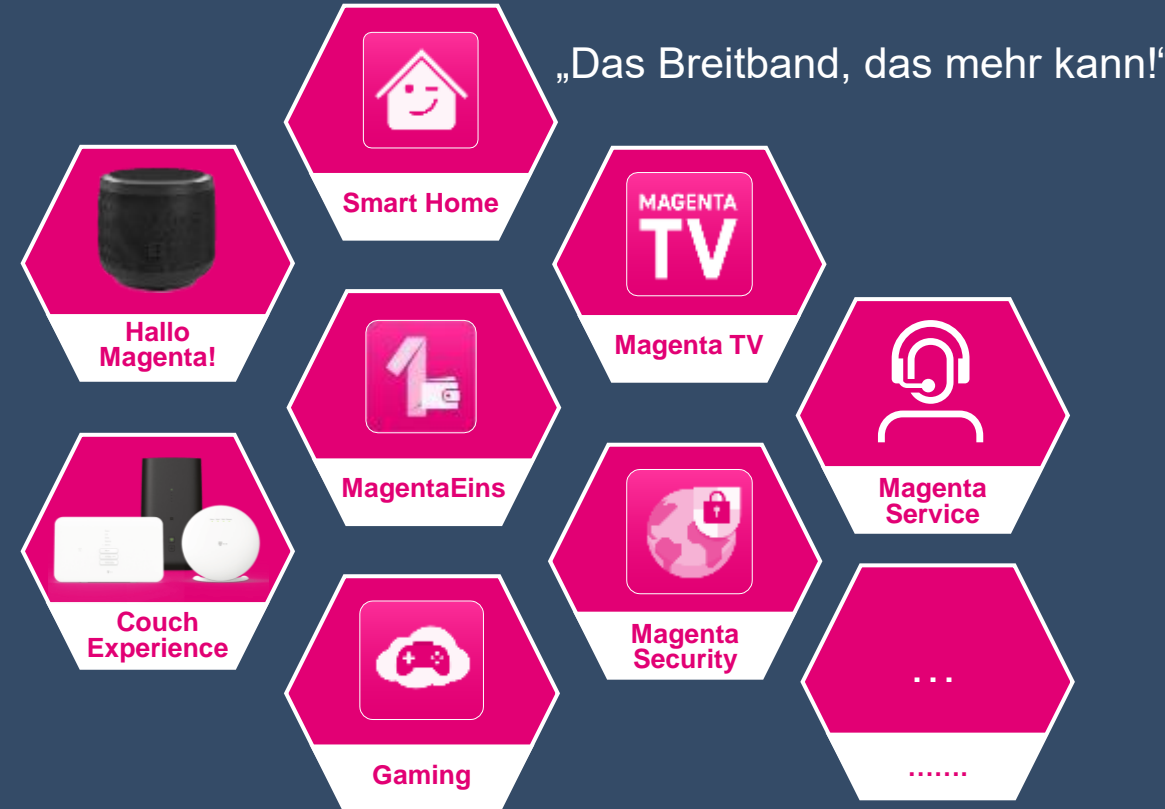 „Das Breitband, das mehr kann!“
Smart Home
MAGENTA
TV
Magenta TV
Hallo
Magenta!
1
MagentaEins
Magenta
Service
Couch
Experience
Magenta
Security
Gaming
...
.......